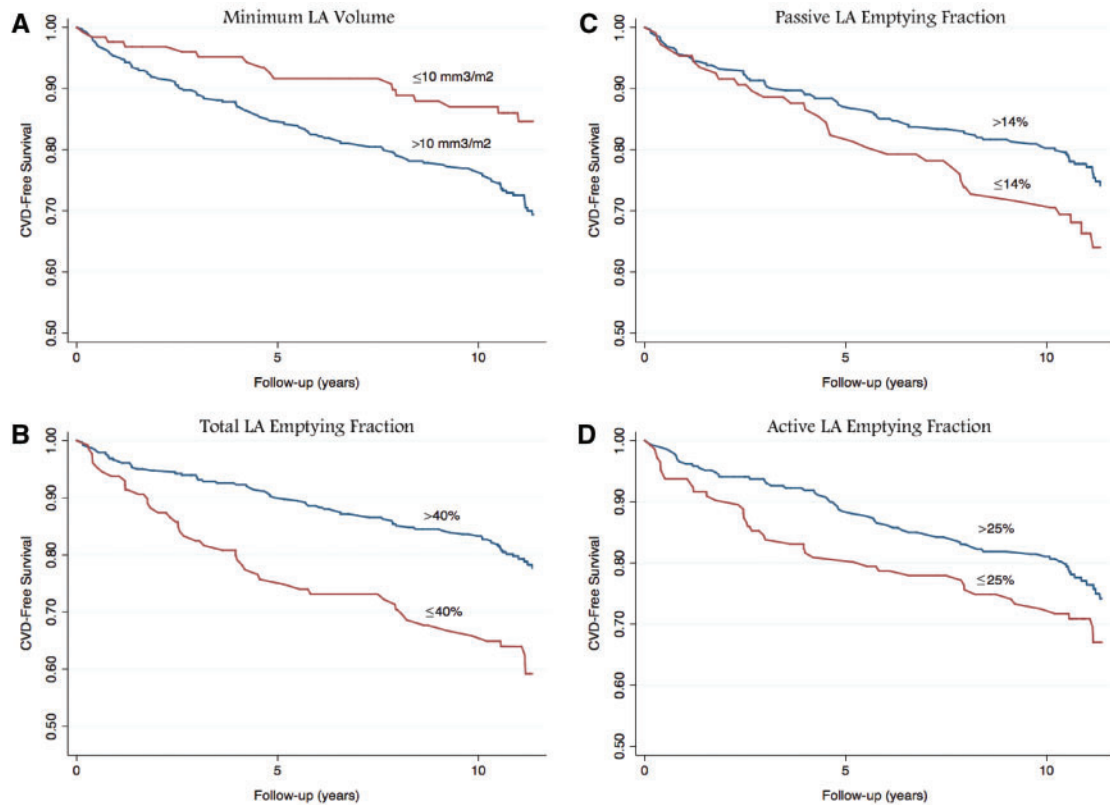 A
Minimum LA Volume
CVD-Free Survival
1.00
0.90
0.80
0.70
0.60
0.50
≤10 mm3/m2
>10 mm3/m2
0
5
10
Follow-up (years)
C
Passive LA Emptying Fraction
CVD-Free Survival
1.00
0.90
0.80
0.70
0.60
0.50
>14%
≤14%
0
5
10
Follow-up (years)
B
Total LA Emptying Fraction
CVD-Free Survival
1.00
0.90
0.80
0.70
0.60
0.50
>40%
≤40%
0
5
10
Follow-up (years)
D
Active LA Emptying Fraction
CVD-Free Survival
1.00
0.90
0.80
0.70
0.60
0.50
>25%
≤25%
0
5
10
Follow-up (years)